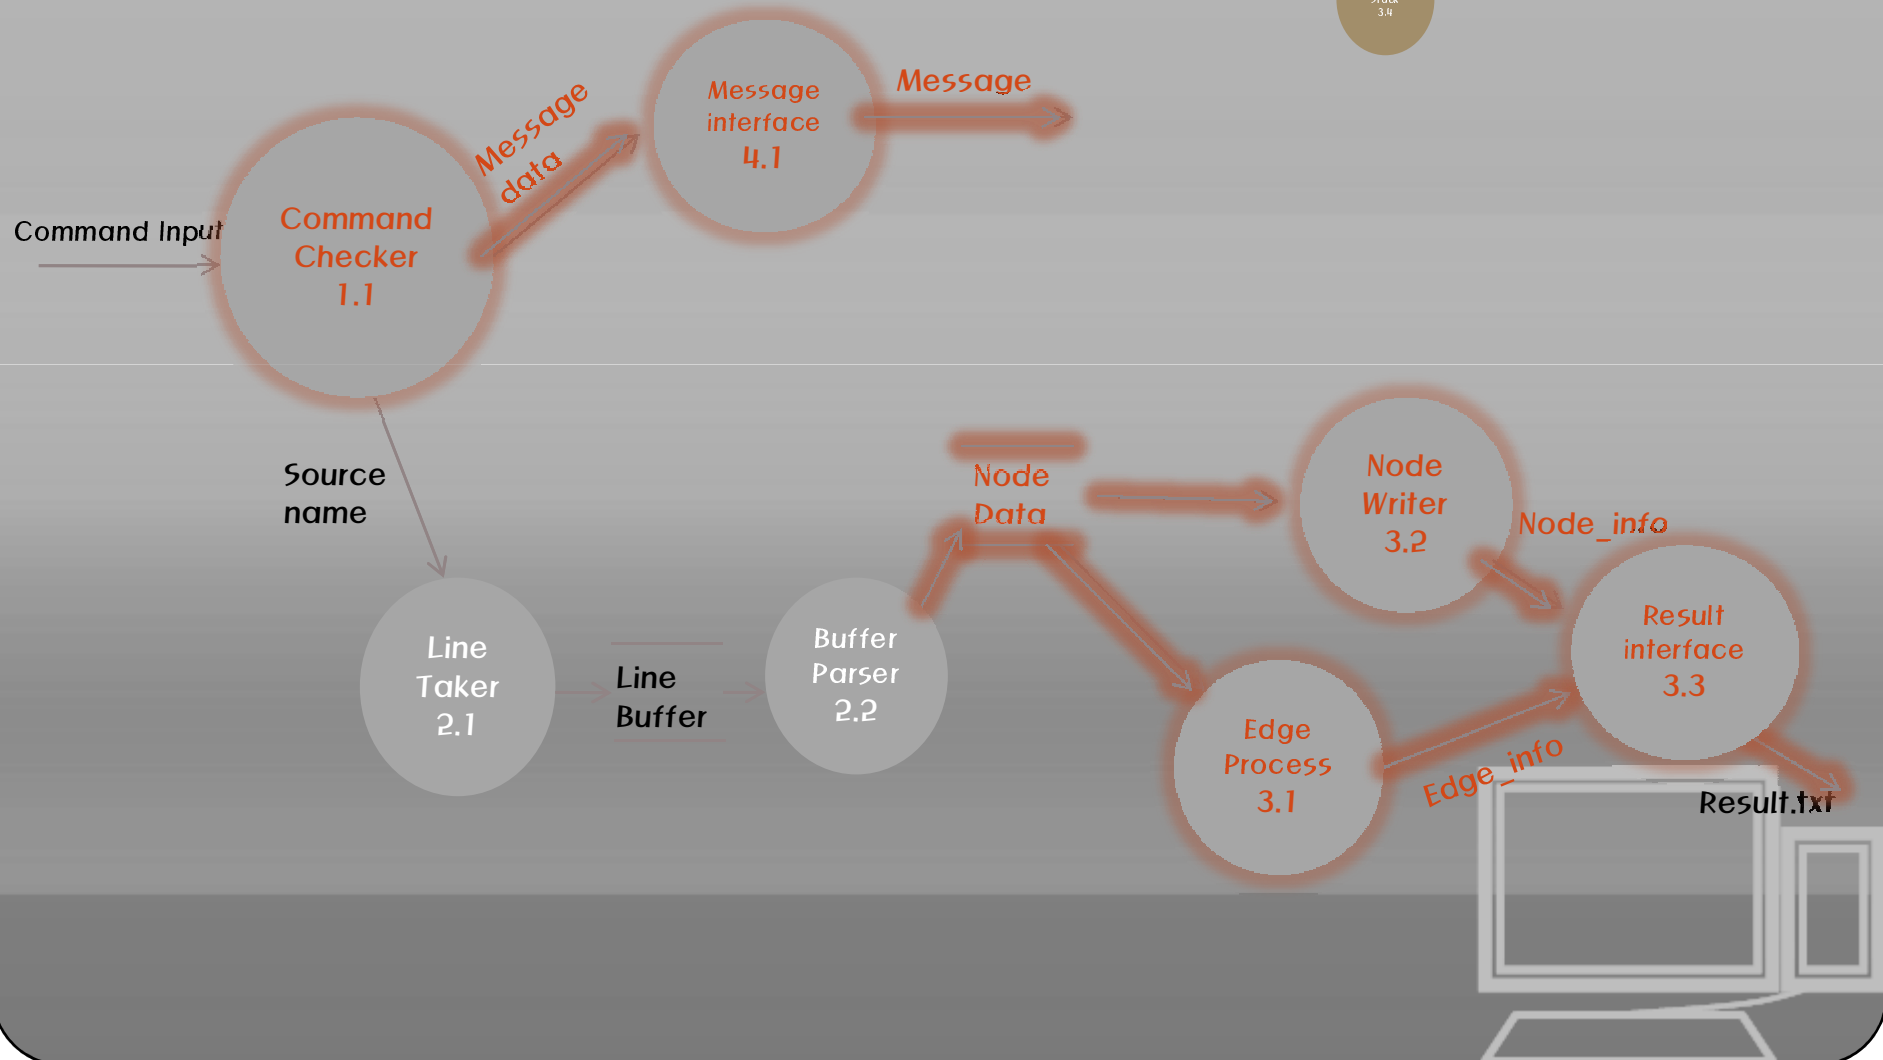 3.4
Message
interface
4.1
Message
Message
data
Command Input
Command
Checker
1.1
Source
name
Node
Data
Node
Writer
3.2
Node_info
Line
Taker
2.1
Line
Buffer
Buffer
Parser
2.2
Result
interface
3.3
Edge
Process
3.1
Edge_info
Result.txt